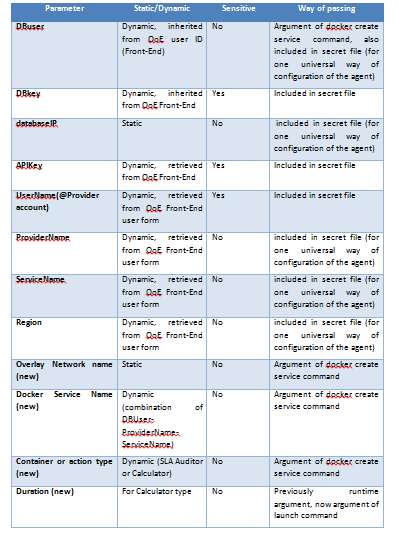 Parameter Static/Dynamic Sensitive Way of passing
DBuser Dynamic, inherited No Argument of docker create
from QoE user ID service command, also
(Front-End) included in secret file (for
one universal way of
configuration of the agent)
DBkey Dynamic, inherited Yes Included in secret file
from QoE Front-End
databaseIP Static No included in secret file (for
one universal way of
configuration of the agent)
APIKey Dynamic, retrieved Yes Included in secret file
from QoE Front-End
UserName(@Provider Dynamic, retrieved Yes Included in secret file
account) from QoE Front-End
user form
ProviderName Dynamic, retrieved No included in secret file (for
from QoE Front-End one universal way of
user form configuration of the agent)
ServiceName Dynamic, retrieved No included in secret file (for
from QoE Front-End one universal way of
user form configuration of the agent)
Region Dynamic, retrieved No included in secret file (for
from QoE Front-End one universal way of
user form configuration of the agent)
Overlay Network name Static No Argument of docker create
(new) service command
Docker Service Name Dynamic No Argument of docker create
(new) (combination of service command
DBUser-
ProviderName-
ServiceName)
Container or action type Dynamic (SLA Auditor No Argument of docker create
(new) or Calculator) service command
Duration (new) For Calculator type No Previously runtime
argument, now argument of
launch command